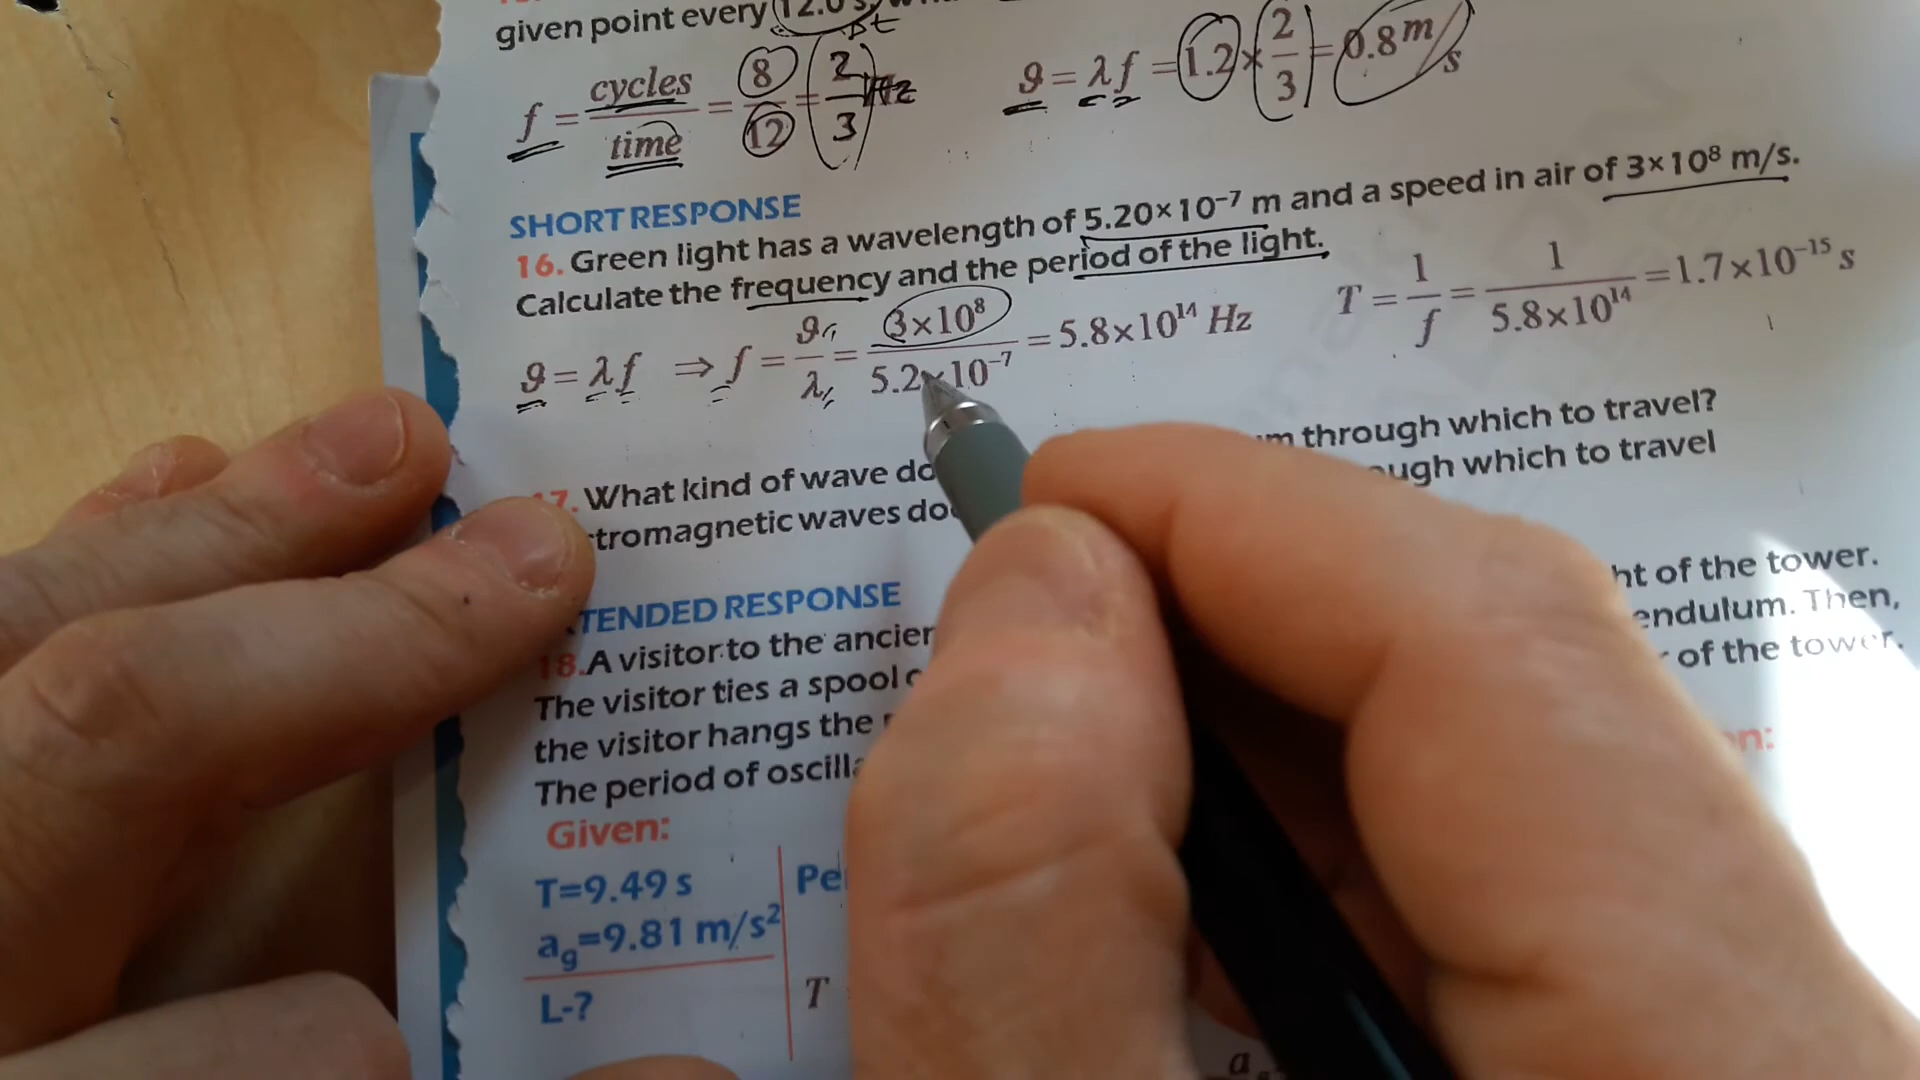 given point every 12.0 s,
Δt
f = cycles / time = 8 / 12 = 2 / 3 Hz
ϑ = λf = 1.2 × (2 / 3) = 0.8 m/s
SHORT RESPONSE
16. Green light has a wavelength of 5.20×10⁻⁷ m and a speed in air of 3×10⁸ m/s.
Calculate the frequency and the period of the light.
ϑ = λf ⇒ f = ϑ / λ = 3×10⁸ / 5.2×10⁻⁷ = 5.8×10¹⁴ Hz
T = 1 / f = 1 / 5.8×10¹⁴ = 1.7×10⁻¹⁵ s
7. What kind of wave do through which to travel?
tromagnetic waves do which to travel
TENDED RESPONSE
18. A visitor to the ancien ht of the tower.
The visitor ties a spool endulum. Then,
the visitor hangs the of the tower.
The period of oscilla
Given:
T=9.49 s
a_g=9.81 m/s²
L-?
Pe
T
a
n: